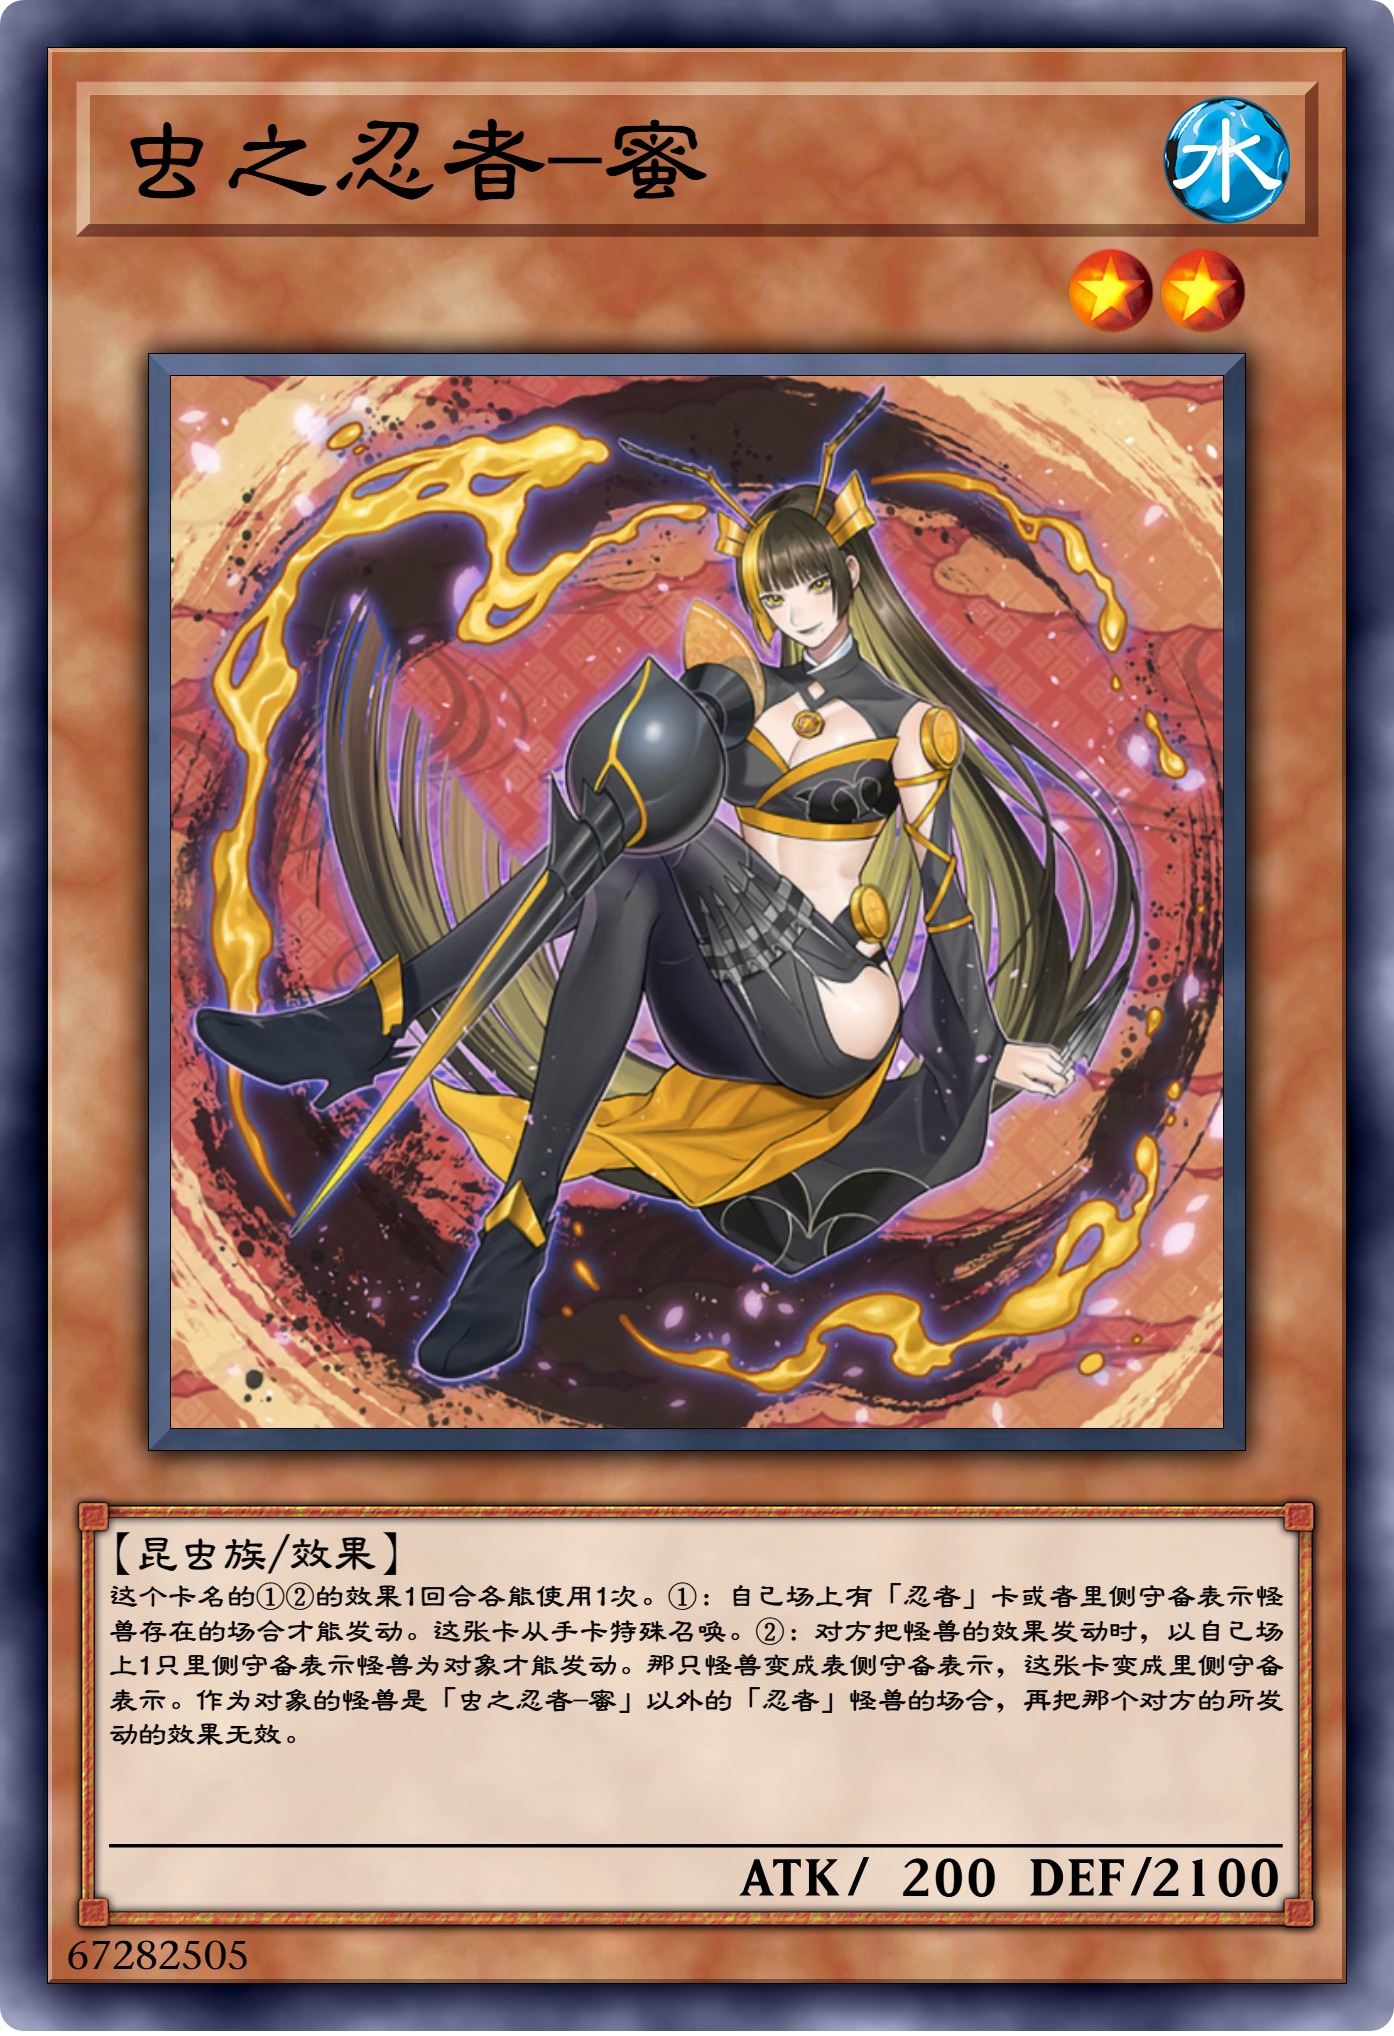 虫之忍者-蜜
水
【昆虫族/效果】
这个卡名的①②的效果1回合各能使用1次。①：自己场上有「忍者」卡或者里侧守备表示怪
兽存在的场合才能发动。这张卡从手卡特殊召唤。②：对方把怪兽的效果发动时，以自己场
上1只里侧守备表示怪兽为对象才能发动。那只怪兽变成表侧守备表示，这张卡变成里侧守备
表示。作为对象的怪兽是「虫之忍者-蜜」以外的「忍者」怪兽的场合，再把那个对方的所发
动的效果无效。
ATK/ 200 DEF/2100
67282505